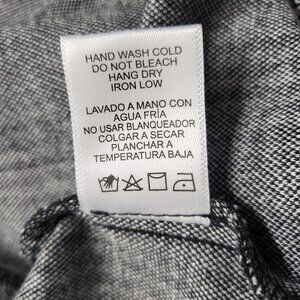 HAND WASH COLD
DO NOT BLEACH
HANG DRY
IRON LOW
LAVADO A MANO CON
AGUA FRÍA
NO USAR BLANQUEADOR
COLGAR A SECAR
PLANCHAR A
TEMPERATURA BAJA